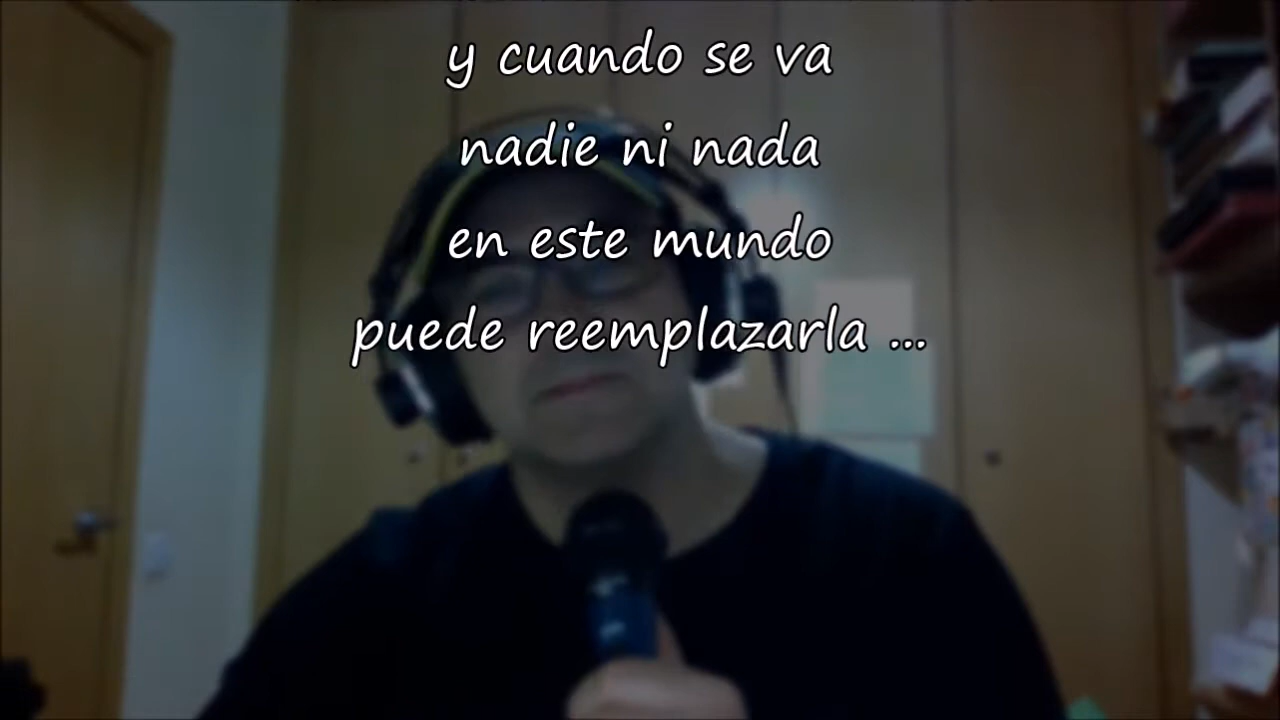 y cuando se va
nadie ni nada
en este mundo
puede reemplazarla ...